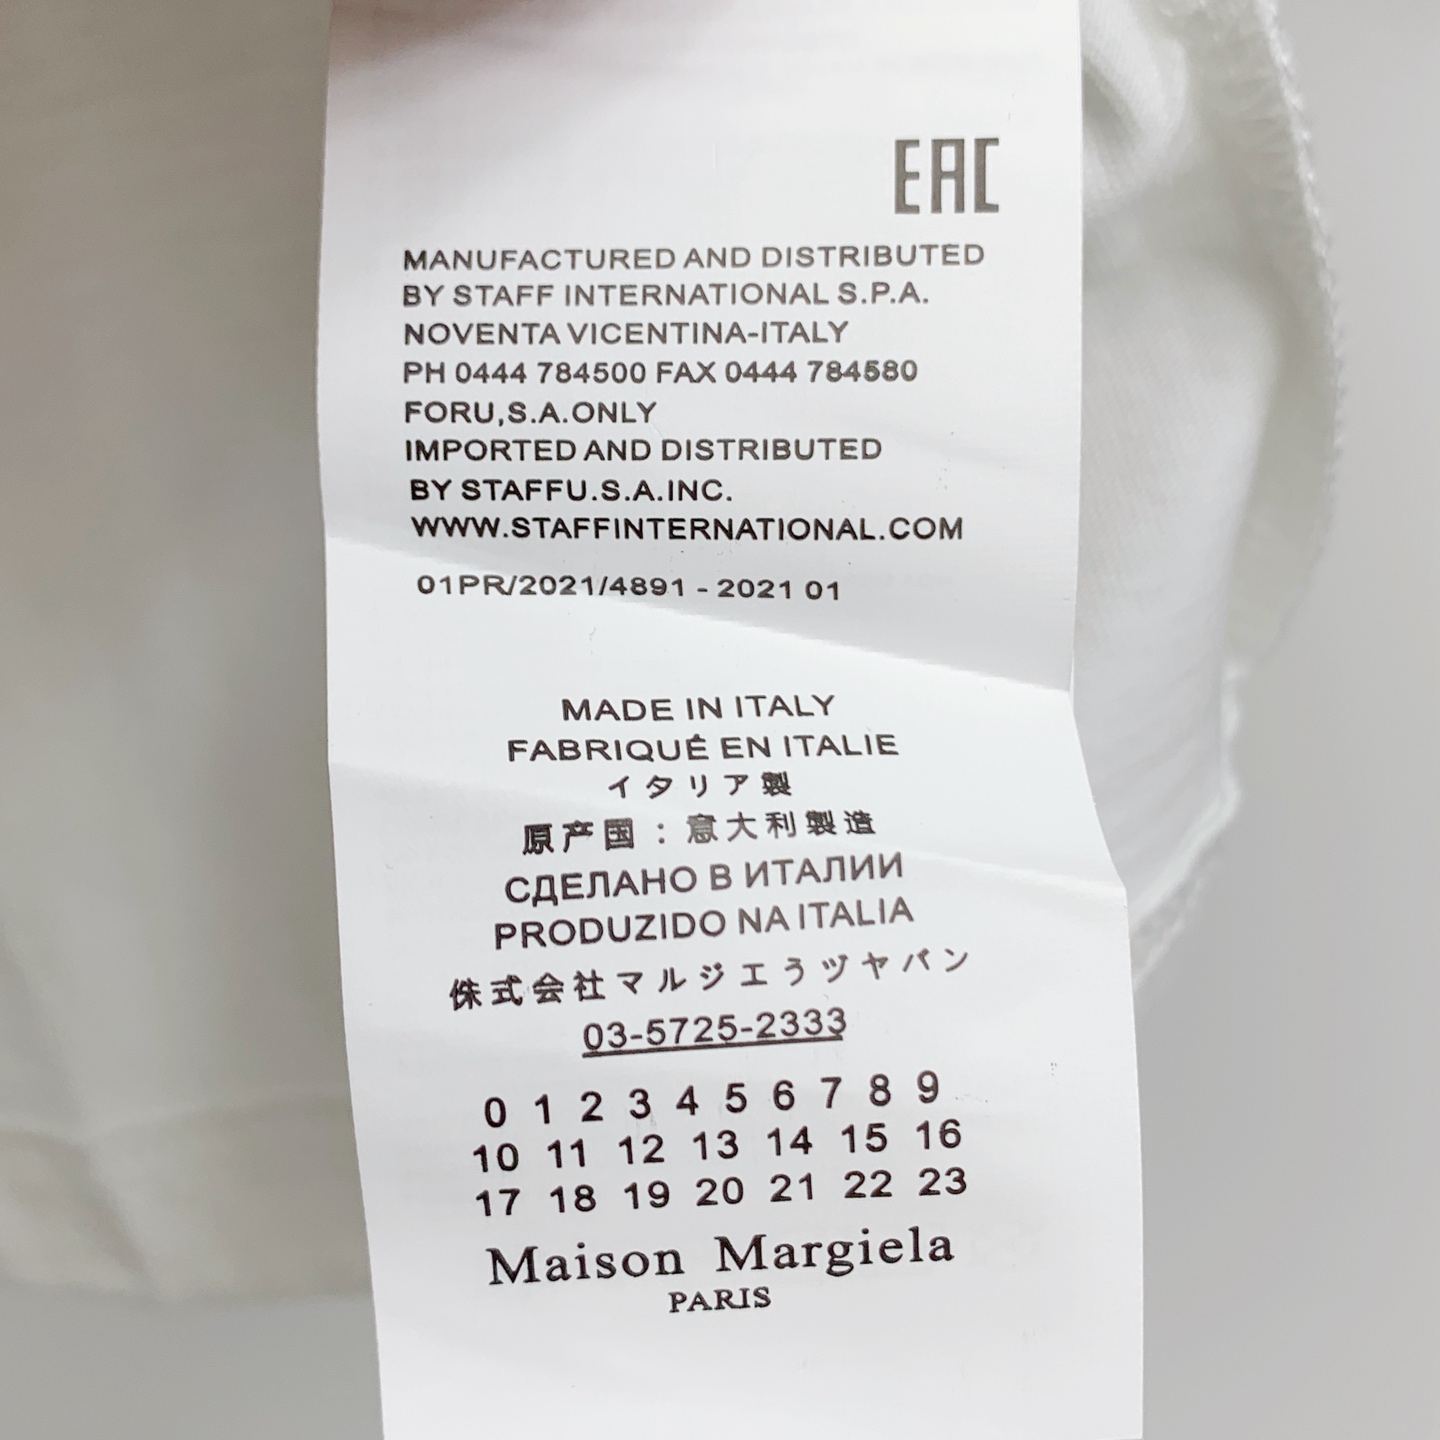 EAC
MANUFACTURED AND DISTRIBUTED
BY STAFF INTERNATIONAL S.P.A.
NOVENTA VICENTINA-ITALY
PH 0444 784500 FAX 0444 784580
FORU,S.A.ONLY
IMPORTED AND DISTRIBUTED
BY STAFFU.S.A.INC.
WWW.STAFFINTERNATIONAL.COM
01PR/2021/4891 - 2021 01
MADE IN ITALY
FABRIQUÉ EN ITALIE
イタリア製
原产国：意大利製造
СДЕЛАНО В ИТАЛИИ
PRODUZIDO NA ITALIA
侏式会社マルジエうヅヤバン
03-5725-2333
0 1 2 3 4 5 6 7 8 9
10 11 12 13 14 15 16
17 18 19 20 21 22 23
Maison Margiela
PARIS